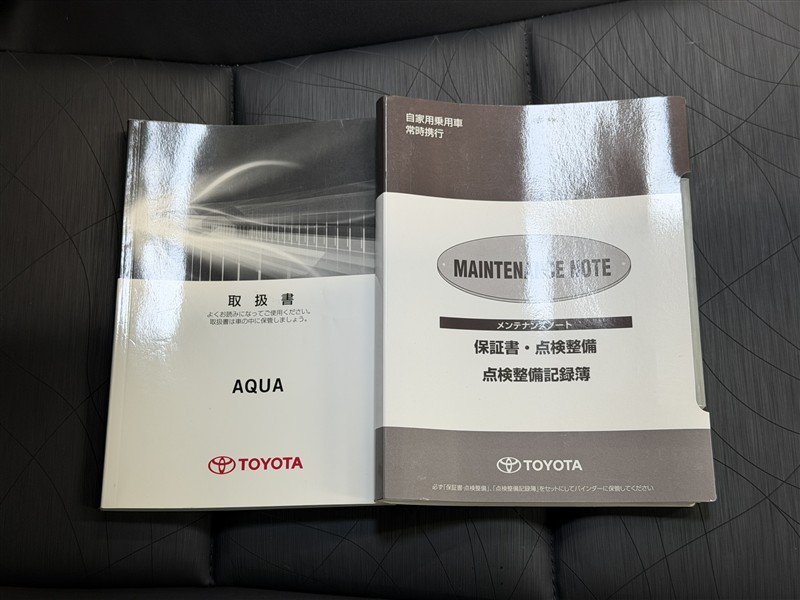 取扱書
よくお読みになってご使用ください。
取扱書は車の中に保管しましょう。
AQUA
TOYOTA
自家用乗用車
常時携行
MAINTENANCE NOTE
メンテナンスノート
保証書・点検整備
点検整備記録簿
TOYOTA
必ず「保証書・点検整備」、「点検整備記録簿」をセットにしてバインダーに保管してください